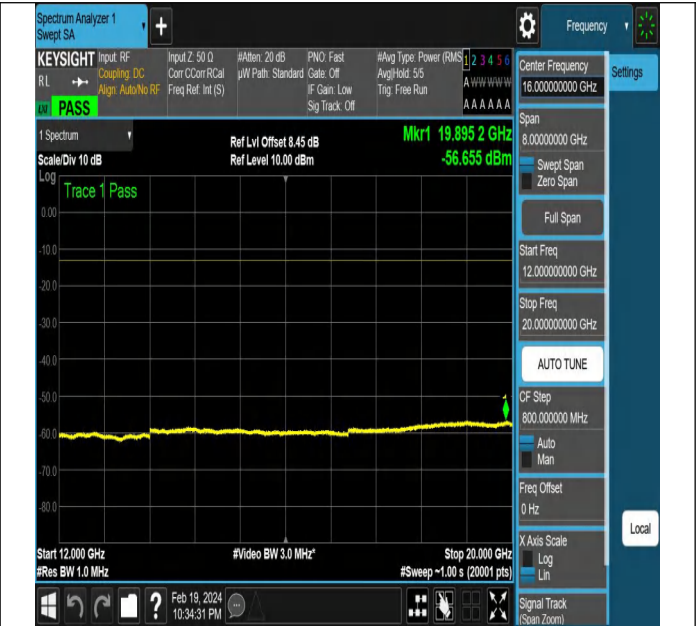 Spectrum Analyzer 1
Swept SA
+
Frequency
KEYSIGHT
RL
PASS
Input: RF
Coupling: DC
Align: Auto/No RF
Input Z: 50 Ω
Corr CCorr RCal
Freq Ref: Int (S)
#Atten: 20 dB
µW Path: Standard
PNO: Fast
Gate: Off
IF Gain: Low
Sig Track: Off
#Avg Type: Power (RMS
Avg|Hold: 5/5
Trig: Free Run
1 2 3 4 5 6
A W W W W W
A A A A A A
1 Spectrum
Scale/Div 10 dB
Ref Lvl Offset 8.45 dB
Ref Level 10.00 dBm
Mkr1 19.895 2 GHz
-56.655 dBm
Log
Trace 1 Pass
0.00
-10.0
-20.0
-30.0
-40.0
-50.0
-60.0
-70.0
-80.0
1
Start 12.000 GHz
#Res BW 1.0 MHz
#Video BW 3.0 MHz*
Stop 20.000 GHz
#Sweep ~1.00 s (20001 pts)
?
Feb 19, 2024
10:34:31 PM
Center Frequency
16.000000000 GHz
Settings
Span
8.00000000 GHz
Swept Span
Zero Span
Full Span
Start Freq
12.000000000 GHz
Stop Freq
20.000000000 GHz
AUTO TUNE
CF Step
800.000000 MHz
Auto
Man
Freq Offset
0 Hz
X Axis Scale
Log
Lin
Local
Signal Track
(Span Zoom)